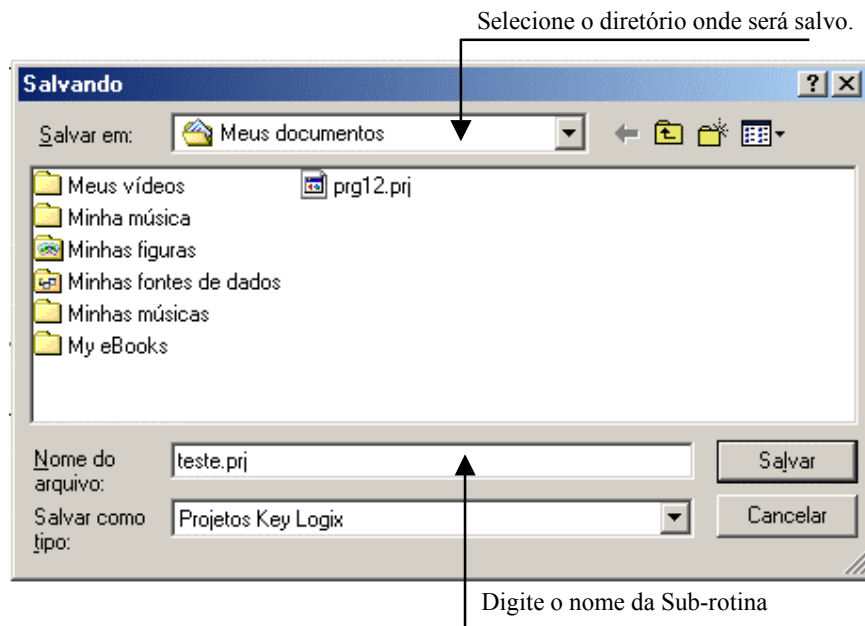 Selecione o diretório onde será salvo.
Salvando
Salvar em: Meus documentos
Meus vídeos prg12.prj
Minha música
Minhas figuras
Minhas fontes de dados
Minhas músicas
My eBooks
Nome do arquivo: teste.prj Salvar
Salvar como tipo: Projetos Key Logix Cancelar
Digite o nome da Sub-rotina